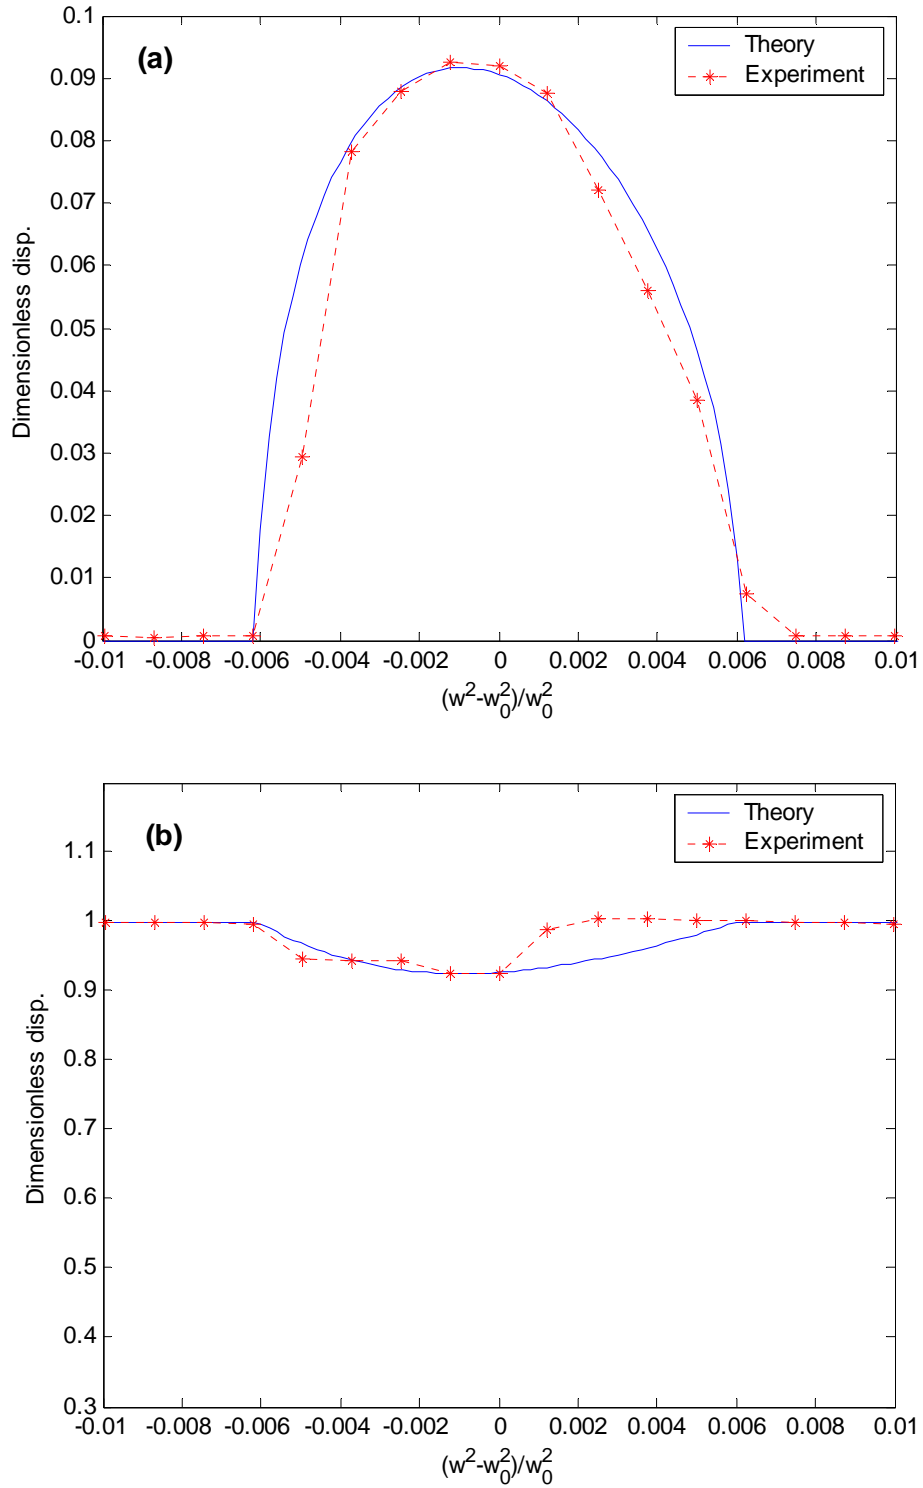 (a)
Theory
Experiment
0.1
0.09
0.08
0.07
0.06
0.05
0.04
0.03
0.02
0.01
0
Dimensionless disp.
-0.01 -0.008 -0.006 -0.004 -0.002 0 0.002 0.004 0.006 0.008 0.01
(w²-w₀²)/w₀²
(b)
Theory
Experiment
1.1
1
0.9
0.8
0.7
0.6
0.5
0.4
0.3
Dimensionless disp.
-0.01 -0.008 -0.006 -0.004 -0.002 0 0.002 0.004 0.006 0.008 0.01
(w²-w₀²)/w₀²